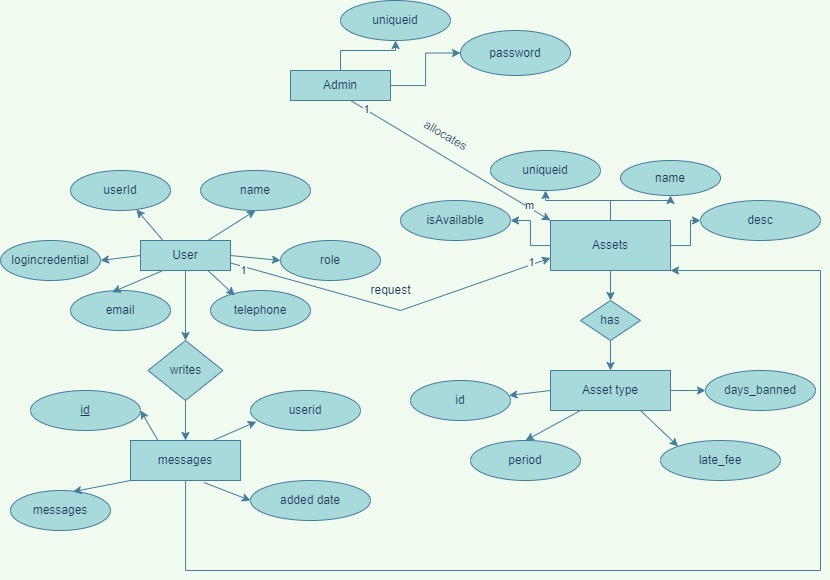 uniqueid
password
Admin
1
allocates
uniqueid
name
userId
name
m
isAvailable
desc
User
Assets
logincredential
role
1
1
request
email
telephone
has
writes
Asset type
days_banned
id
id
userid
messages
period
late_fee
messages
added date